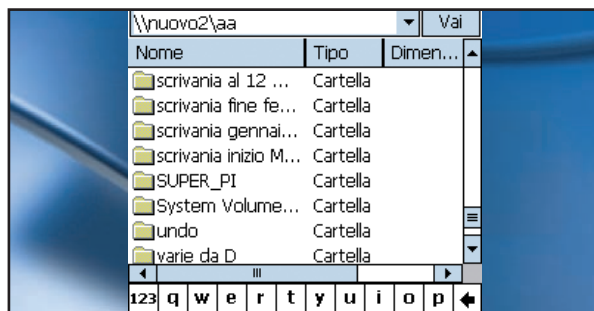 \\nuovo2\aa Vai
Nome Tipo Dimen...
scrivania al 12 ... Cartella
scrivania fine fe... Cartella
scrivania gennai... Cartella
scrivania inizio M... Cartella
SUPER_PI Cartella
System Volume... Cartella
undo Cartella
varie da D Cartella
123 q w e r t y u i o p